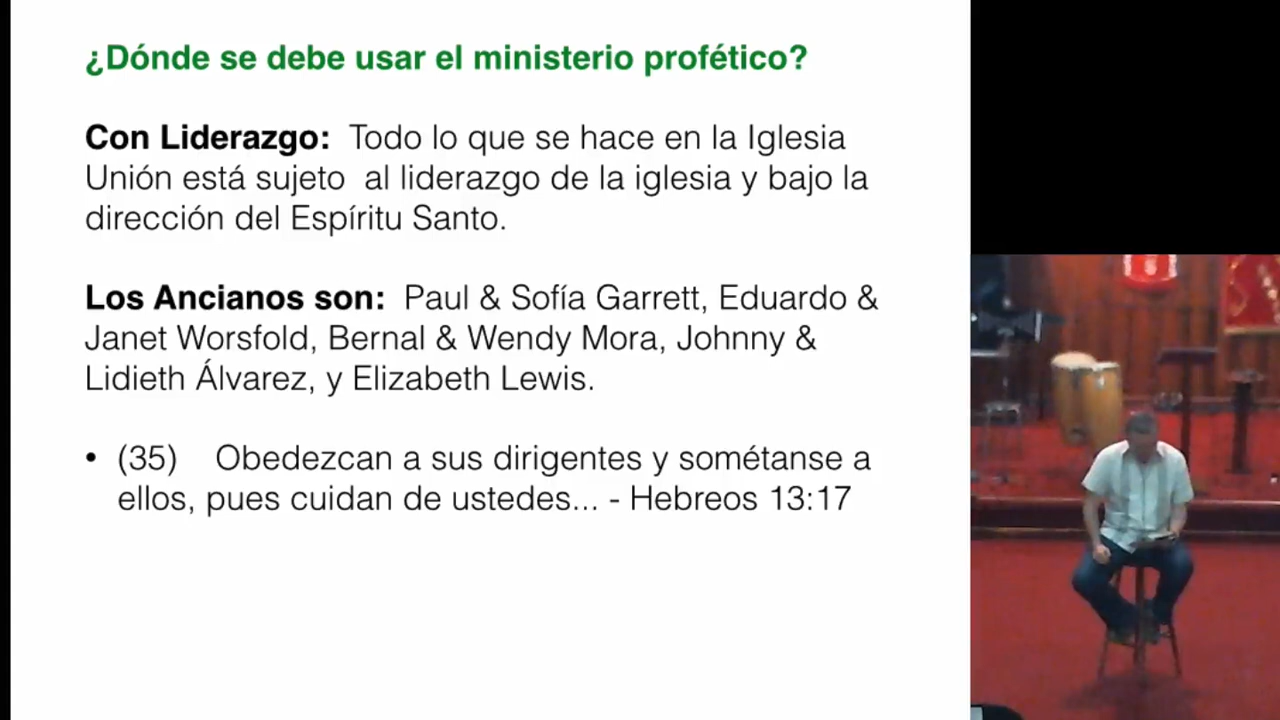 ¿Dónde se debe usar el ministerio profético?
Con Liderazgo: Todo lo que se hace en la Iglesia
Unión está sujeto al liderazgo de la iglesia y bajo la
dirección del Espíritu Santo.
Los Ancianos son: Paul & Sofía Garrett, Eduardo &
Janet Worsfold, Bernal & Wendy Mora, Johnny &
Lidieth Álvarez, y Elizabeth Lewis.
• (35) Obedezcan a sus dirigentes y sométanse a
ellos, pues cuidan de ustedes... - Hebreos 13:17